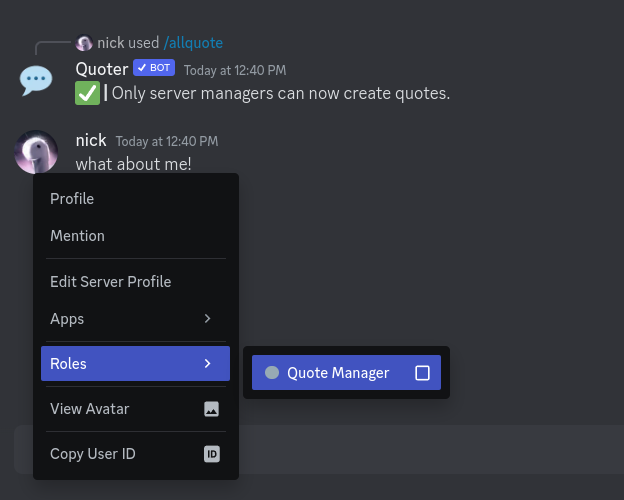 nick used /allquote
Quoter ✔ BOT Today at 12:40 PM
✅ | Only server managers can now create quotes.
nick Today at 12:40 PM
what about me!
Profile
Mention
Edit Server Profile
Apps
Roles
Quote Manager
View Avatar
Copy User ID ID